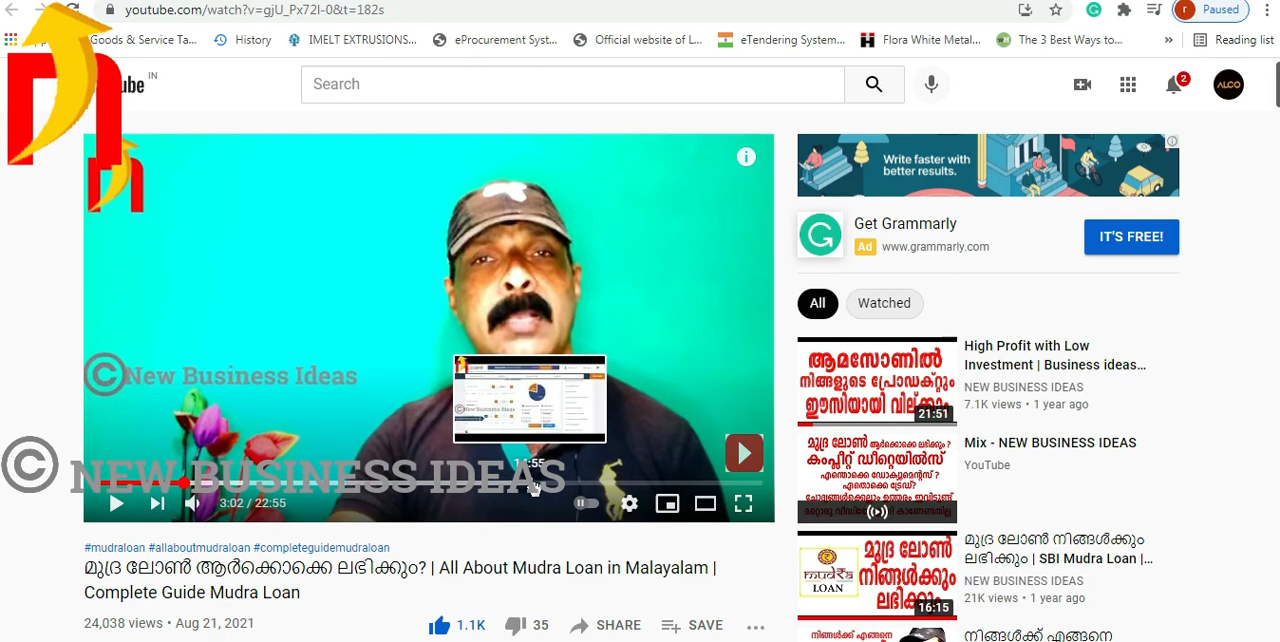 youtube.com/watch?v=gjU_Px72I-0&t=182s
Paused
Goods & Service Ta...
History
IMELT EXTRUSIONS...
eProcurement Syst...
Official website of L...
eTendering System...
Flora White Metal...
The 3 Best Ways to...
»
Reading list
IN
Search
2
ALCO
n
n
i
© New Business Ideas
© NEW BUSINESS IDEAS
3:02 / 22:55
Write faster with
better results.
Get Grammarly
Ad www.grammarly.com
IT'S FREE!
All
Watched
ആമസോണിൽ
നിങ്ങളുടെ പ്രോഡക്റ്റും
ഈസിയായി വില്ക്കാം
21:51
High Profit with Low
Investment | Business ideas...
NEW BUSINESS IDEAS
7.1K views • 1 year ago
മുദ്ര ലോൺ ആർക്കൊക്കെ ലഭിക്കും ?
കംപ്ലീറ്റ് ഡീറ്റെയിൽസ്
എന്തൊക്കെ ഡോക്യുമെന്റസ് ?
ഏതൊക്കെ ട്രേഡ്?
Mix - NEW BUSINESS IDEAS
YouTube
മുദ്ര ലോൺ
നിങ്ങൾക്കും
ലഭിക്കും
mudra
LOAN
16:15
മുദ്ര ലോൺ നിങ്ങൾക്കും
ലഭിക്കും | SBI Mudra Loan |...
NEW BUSINESS IDEAS
21K views • 1 year ago
നിങ്ങൾക്ക് എങ്ങനെ
#mudraloan #allaboutmudraloan #completeguidemudraloan
മുദ്ര ലോൺ ആർക്കൊക്കെ ലഭിക്കും? | All About Mudra Loan in Malayalam |
Complete Guide Mudra Loan
24,038 views • Aug 21, 2021
1.1K
35
SHARE
SAVE